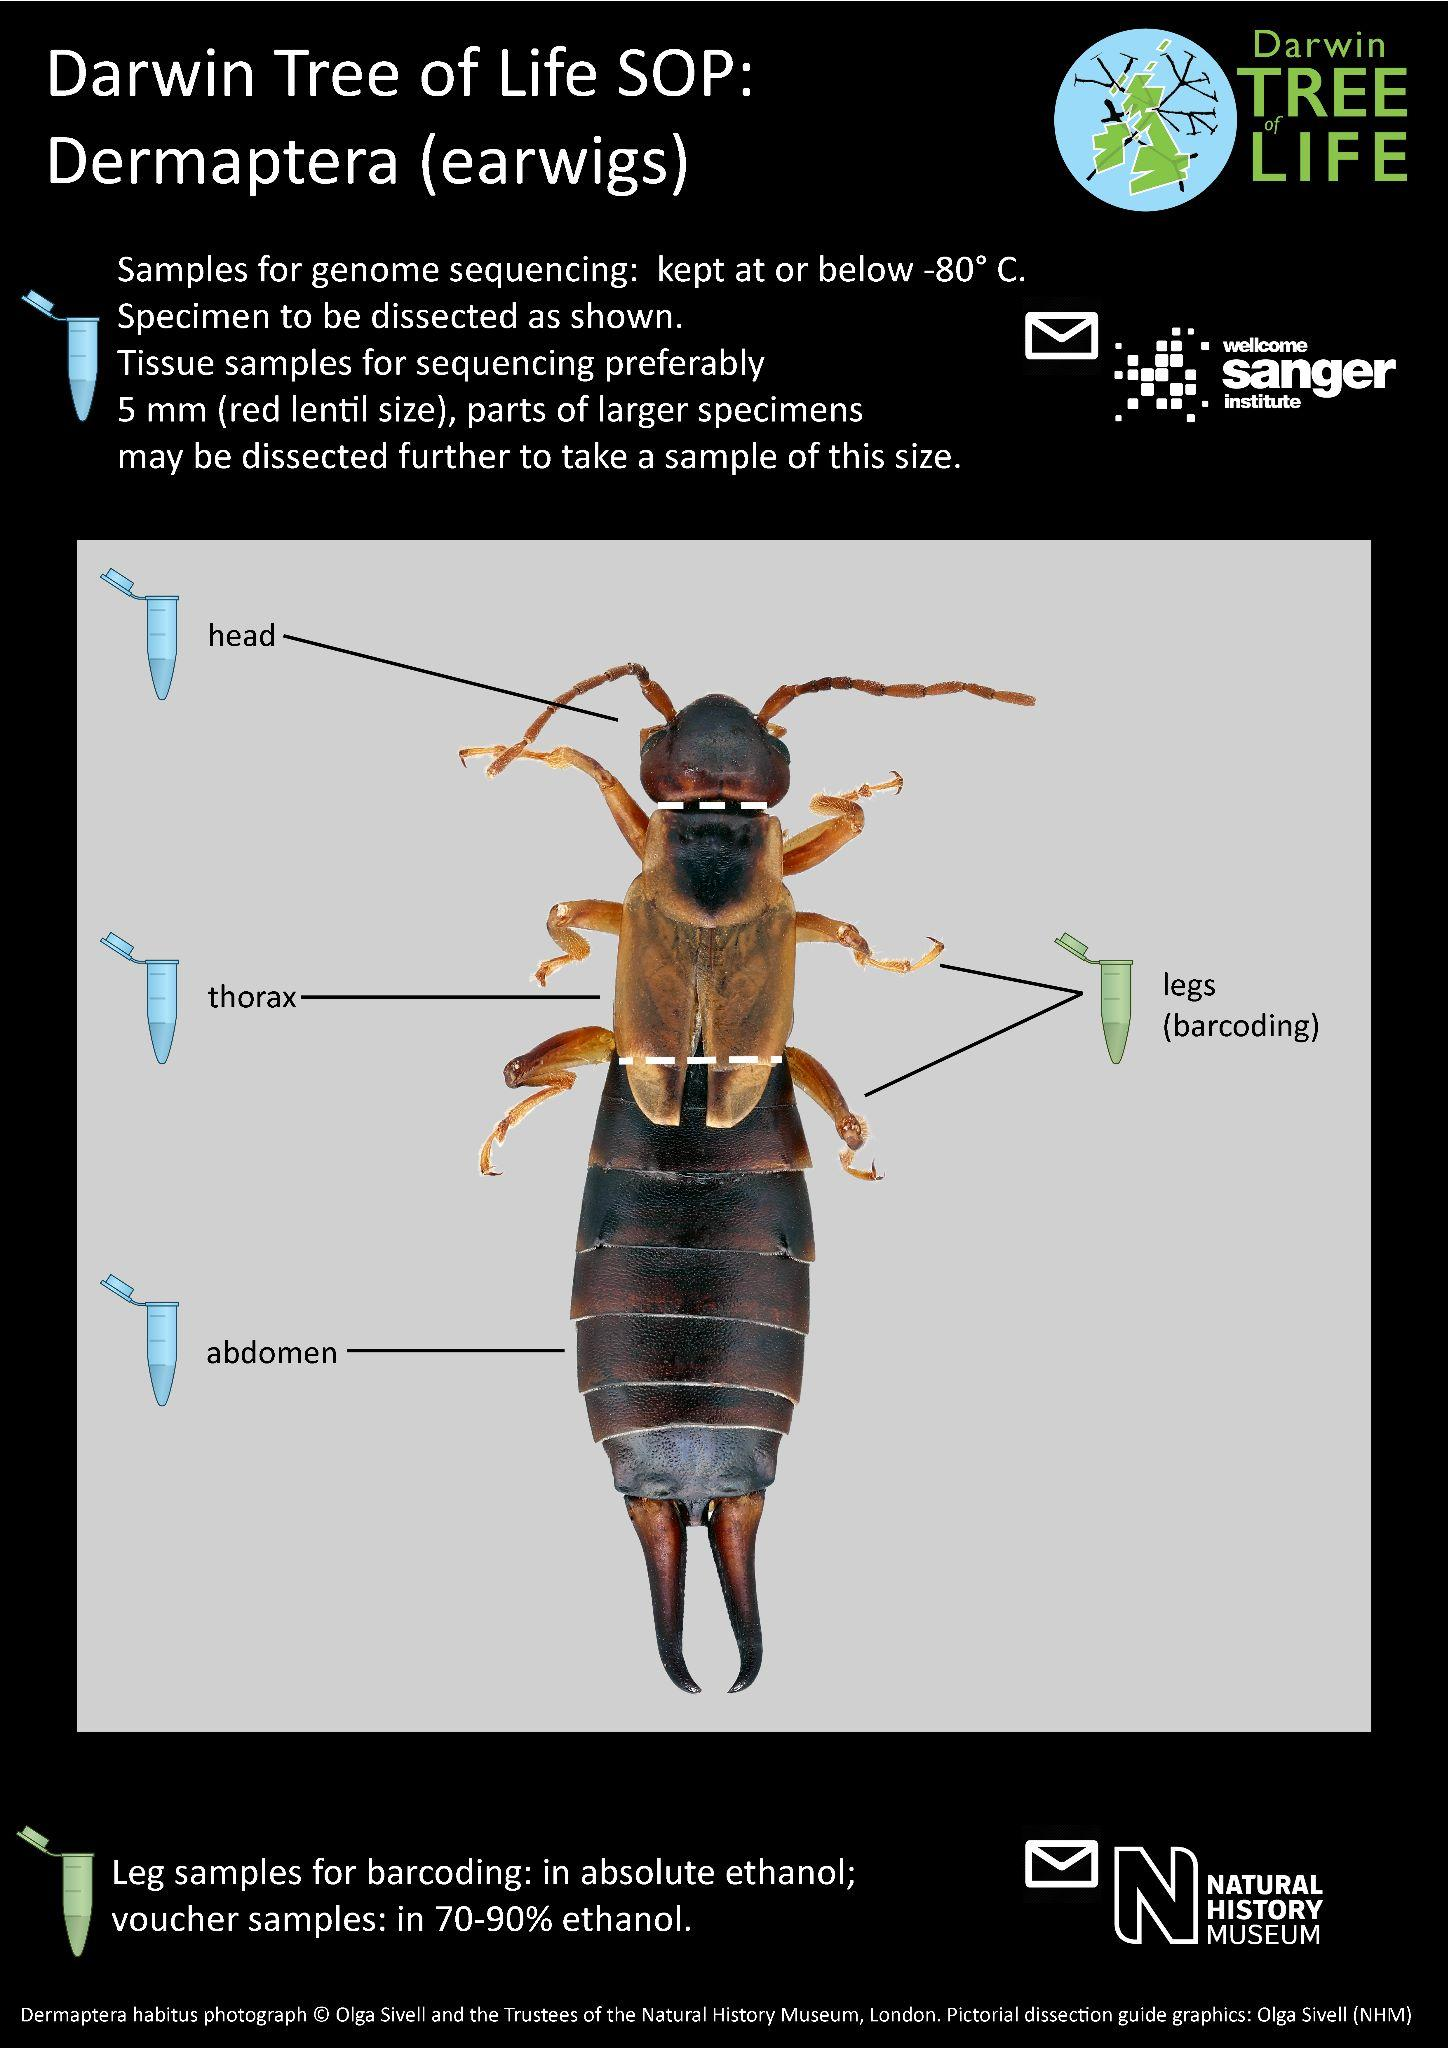 Darwin Tree of Life SOP:
Dermaptera (earwigs)
Darwin
TREE
of
LIFE
Samples for genome sequencing:  kept at or below -80° C.
Specimen to be dissected as shown.
Tissue samples for sequencing preferably
5 mm (red lentil size), parts of larger specimens
may be dissected further to take a sample of this size.
wellcome
sanger
institute
head
thorax
legs
(barcoding)
abdomen
Leg samples for barcoding: in absolute ethanol;
voucher samples: in 70-90% ethanol.
N
NATURAL
HISTORY
MUSEUM
Dermaptera habitus photograph © Olga Sivell and the Trustees of the Natural History Museum, London. Pictorial dissection guide graphics: Olga Sivell (NHM)